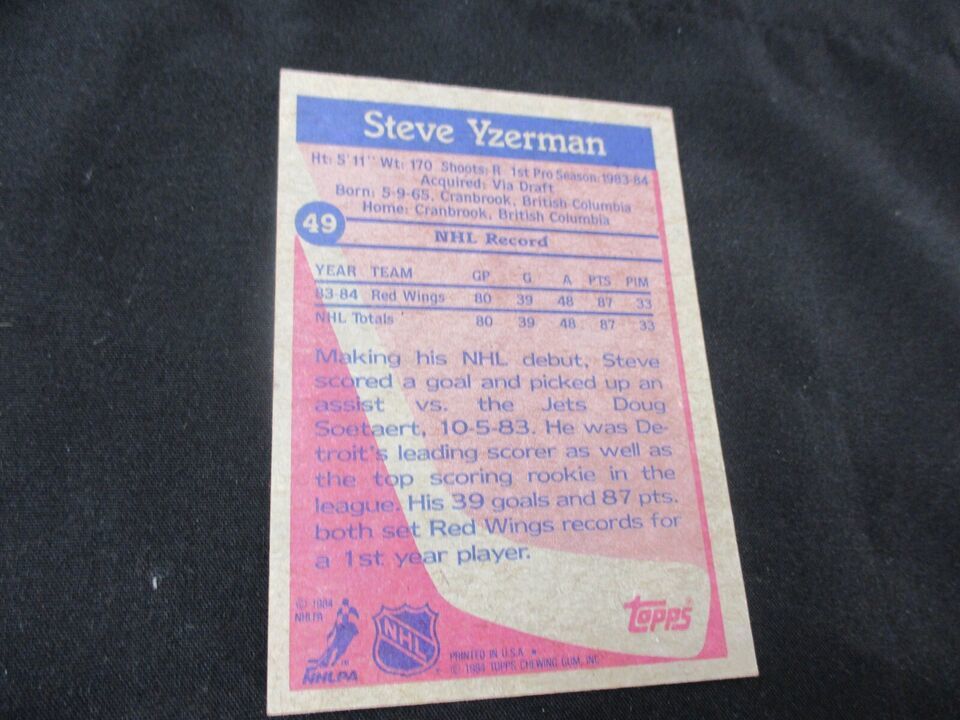 Steve Yzerman
Ht: 5'11" Wt: 170 Shoots: R 1st Pro Season: 1983-84
Acquired: Via Draft
Born: 5-9-65, Cranbrook, British Columbia
Home: Cranbrook, British Columbia
49
NHL Record
YEAR TEAM GP G A PTS PIM
83-84 Red Wings 80 39 48 87 33
NHL Totals 80 39 48 87 33
Making his NHL debut, Steve
scored a goal and picked up an
assist vs. the Jets Doug
Soetaert, 10-5-83. He was De-
troit's leading scorer as well as
the top scoring rookie in the
league. His 39 goals and 87 pts.
both set Red Wings records for
a 1st year player.
© 1984
NHLPA
NHLPA
NHL
PRINTED IN U.S.A. *
© 1984 TOPPS CHEWING GUM, INC.
TOPPS®